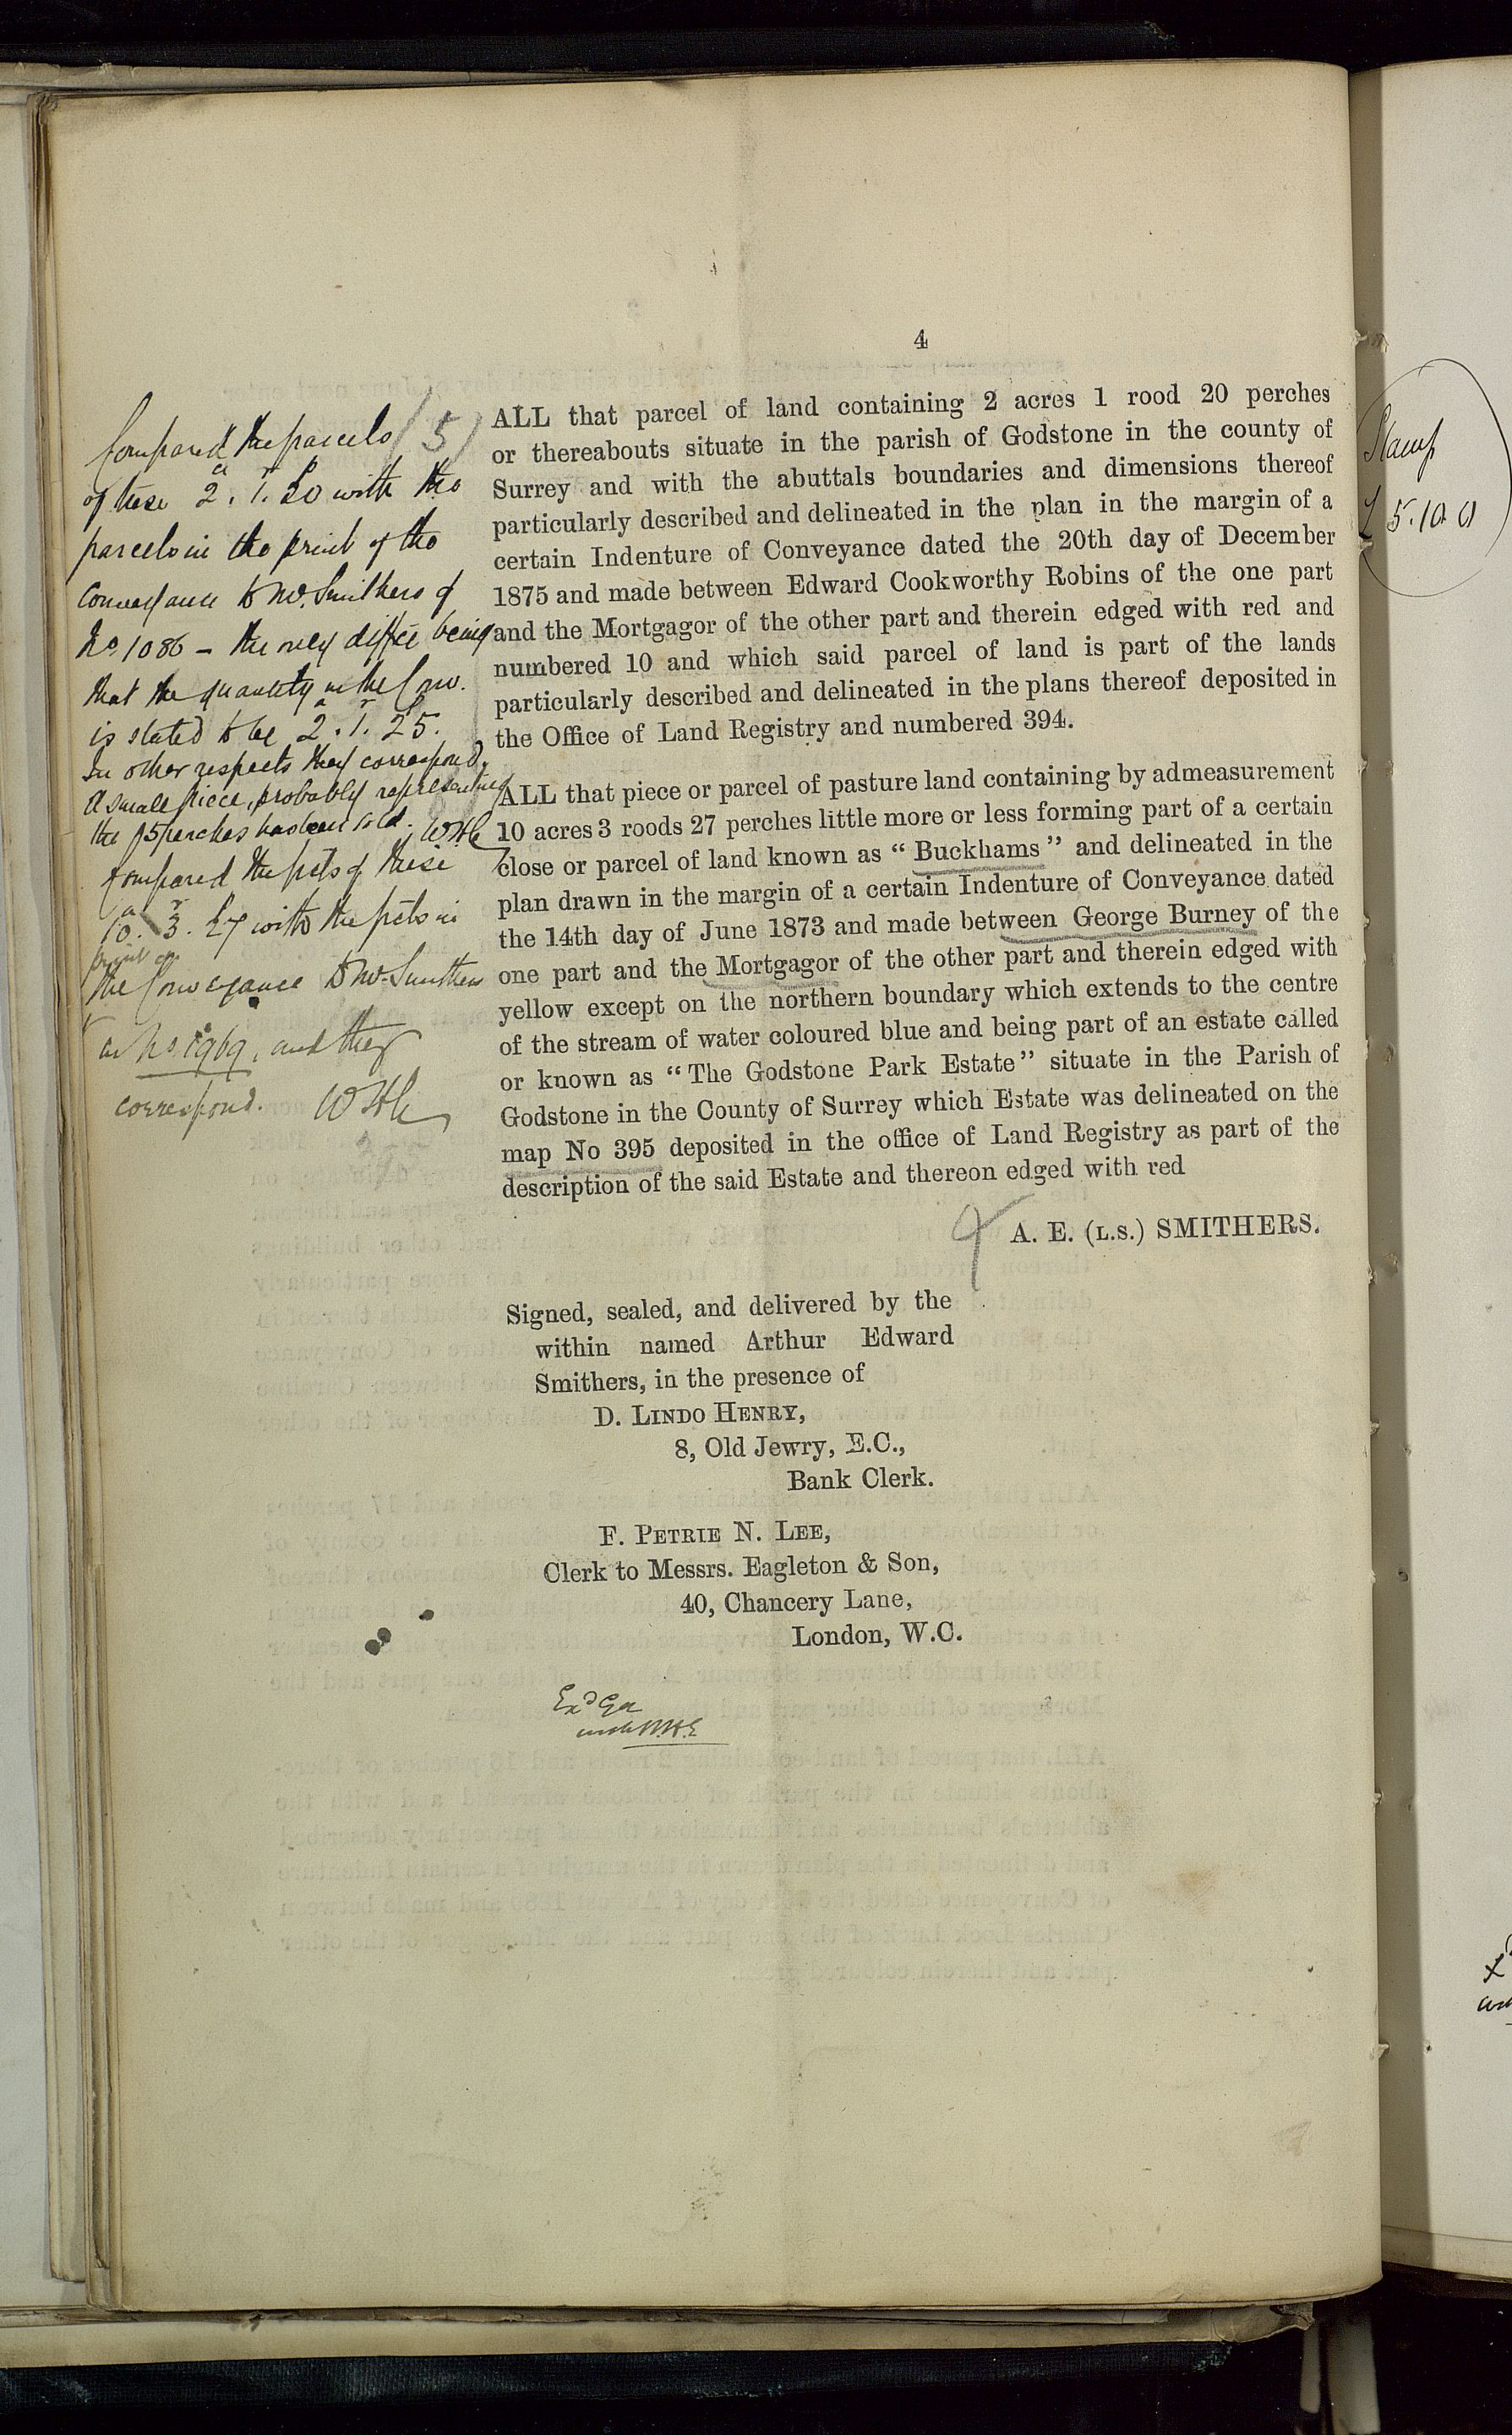 4
Compared the parcels
of these 2. 1. 20 with the
parcels in the print of the
Conveyance to Mr. Smithers of
No. 1086 – the only diffce being
that the quantity in the Conv.
is stated to be 2. 1. 25.
In other respects they correspond.
A small piece, probably representing
the 5 perches has been sold. WHC
Compared the pcls of these
10. 3. 27 with the pcls in
print on
the Conveyance to Mr. Smithers
No. 1969, and they
correspond. WHC
5
ALL that parcel of land containing 2 acres 1 rood 20 perches
or thereabouts situate in the parish of Godstone in the county of
Surrey and with the abuttals boundaries and dimensions thereof
particularly described and delineated in the plan in the margin of a
certain Indenture of Conveyance dated the 20th day of December
1875 and made between Edward Cookworthy Robins of the one part
and the Mortgagor of the other part and therein edged with red and
numbered 10 and which said parcel of land is part of the lands
particularly described and delineated in the plans thereof deposited in
the Office of Land Registry and numbered 394.
ALL that piece or parcel of pasture land containing by admeasurement
10 acres 3 roods 27 perches little more or less forming part of a certain
close or parcel of land known as “Buckhams” and delineated in the
plan drawn in the margin of a certain Indenture of Conveyance dated
the 14th day of June 1873 and made between George Burney of the
one part and the Mortgagor of the other part and therein edged with
yellow except on the northern boundary which extends to the centre
of the stream of water coloured blue and being part of an estate called
or known as “The Godstone Park Estate” situate in the Parish of
Godstone in the County of Surrey which Estate was delineated on the
map No 395 deposited in the office of Land Registry as part of the
description of the said Estate and thereon edged with red
A. E. (L.S.) SMITHERS.
Signed, sealed, and delivered by the
within named Arthur Edward
Smithers, in the presence of
D. LINDO HENRY,
8, Old Jewry, E.C.,
Bank Clerk.
F. PETRIE N. LEE,
Clerk to Messrs. Eagleton & Son,
40, Chancery Lane,
London, W.C.
Exd
Stamp
£5.10.0